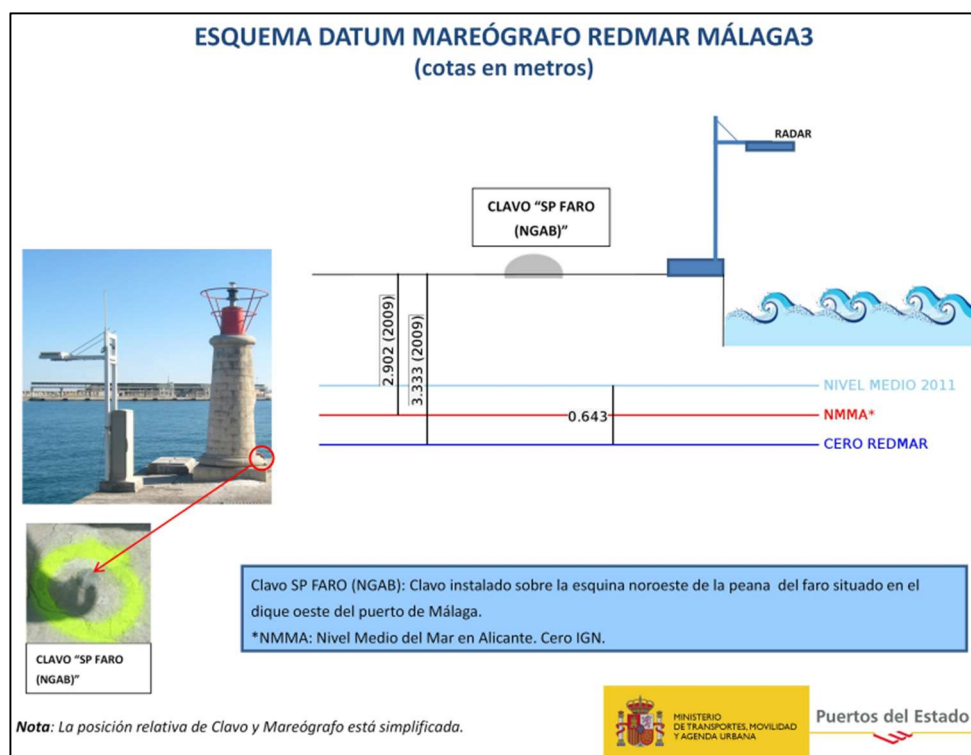 ESQUEMA DATUM MAREÓGRAFO REDMAR MÁLAGA3
(cotas en metros)
RADAR
CLAVO "SP FARO
(NGAB)"
2.902 (2009)
3.333 (2009)
NIVEL MEDIO 2011
0.643
NMMA*
CERO REDMAR
Clavo SP FARO (NGAB): Clavo instalado sobre la esquina noroeste de la peana del faro situado en el
dique oeste del puerto de Málaga.
*NMMA: Nivel Medio del Mar en Alicante. Cero IGN.
CLAVO "SP FARO
(NGAB)"
Nota: La posición relativa de Clavo y Mareógrafo está simplificada.
MINISTERIO
DE TRANSPORTES, MOVILIDAD
Y AGENDA URBANA
Puertos del Estado